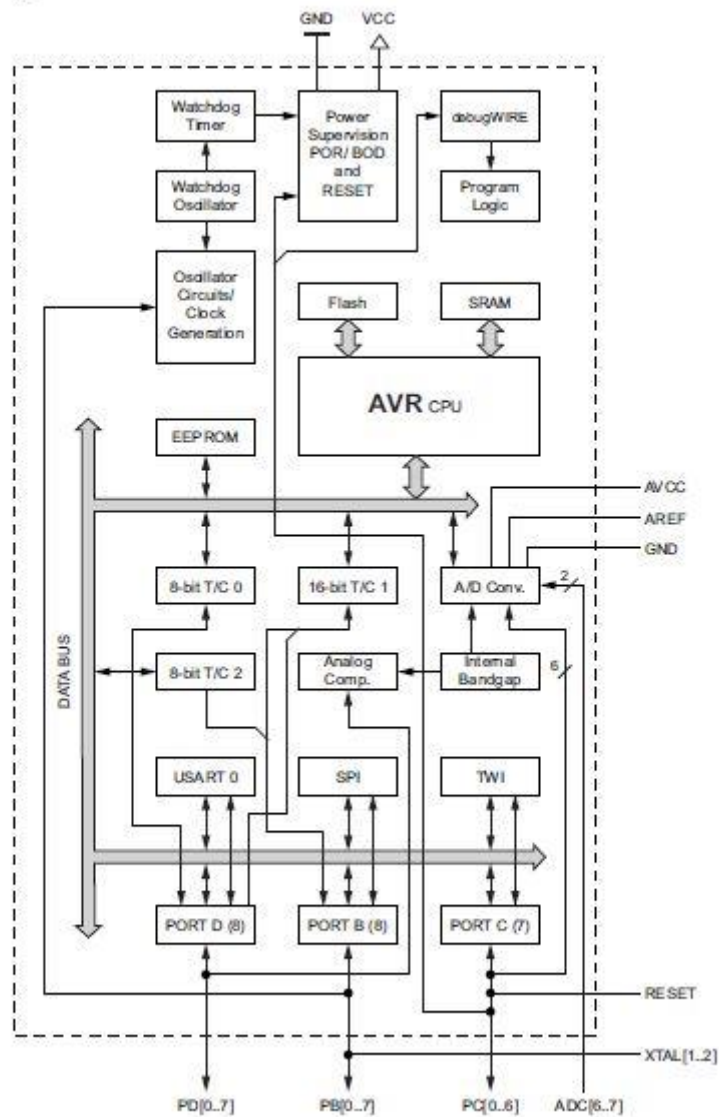 GND VCC
Watchdog
Timer
Power
Supervision
POR/ BOD
and
RESET
debugWIRE
Watchdog
Oscillator
Program
Logic
Oscillator
Circuits/
Clock
Generation
Flash
SRAM
AVR CPU
EEPROM
AVCC
AREF
GND
8-bit T/C 0
16-bit T/C 1
A/D Conv.
2
DATA BUS
8-bit T/C 2
Analog
Comp.
Internal
Bandgap
6
USART 0
SPI
TWI
PORT D (8)
PORT B (8)
PORT C (7)
RESET
XTAL[1..2]
PD[0..7] PB[0..7] PC[0..6] ADC[6..7]